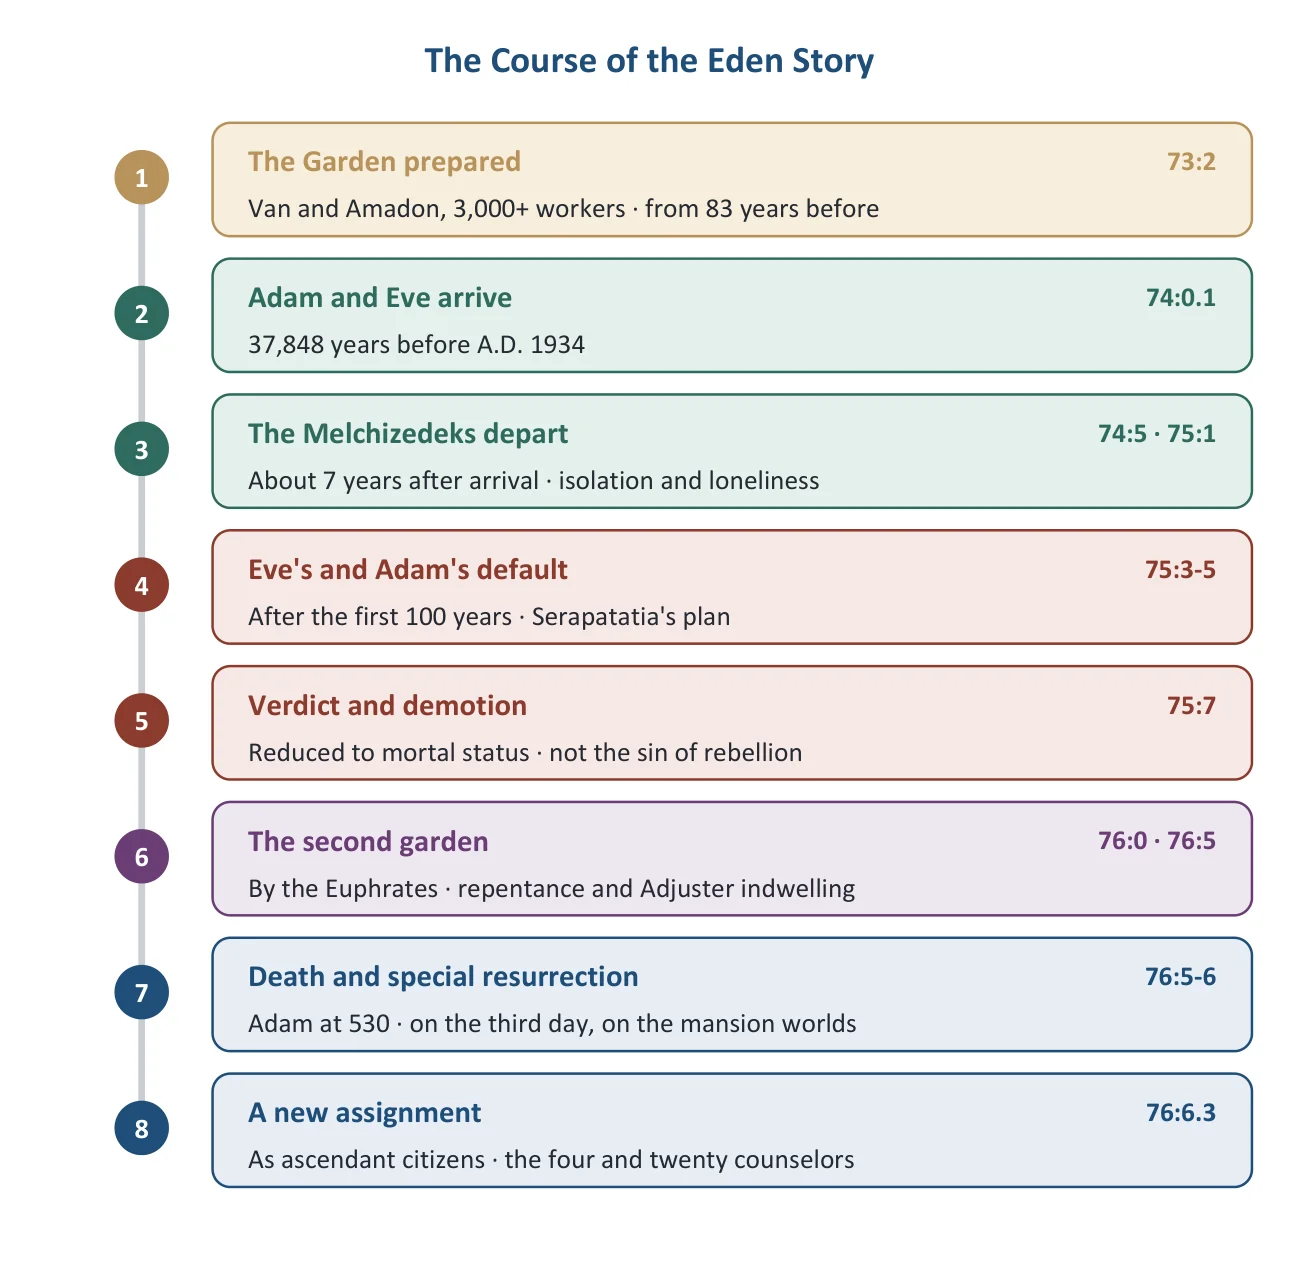 The Course of the Eden Story
1
The Garden prepared 73:2
Van and Amadon, 3,000+ workers · from 83 years before
2
Adam and Eve arrive 74:0.1
37,848 years before A.D. 1934
3
The Melchizedeks depart 74:5 · 75:1
About 7 years after arrival · isolation and loneliness
4
Eve's and Adam's default 75:3-5
After the first 100 years · Serapatatia's plan
5
Verdict and demotion 75:7
Reduced to mortal status · not the sin of rebellion
6
The second garden 76:0 · 76:5
By the Euphrates · repentance and Adjuster indwelling
7
Death and special resurrection 76:5-6
Adam at 530 · on the third day, on the mansion worlds
8
A new assignment 76:6.3
As ascendant citizens · the four and twenty counselors